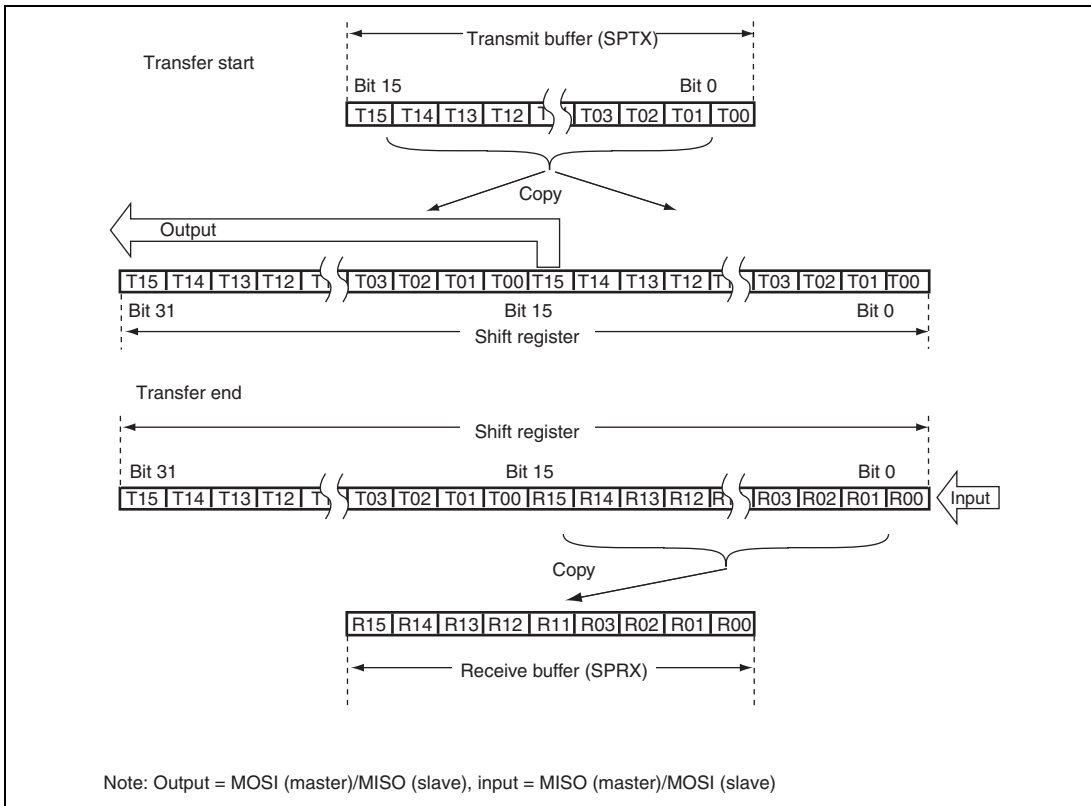 Transmit buffer (SPTX)
Transfer start
Bit 15 Bit 0
T15 T14 T13 T12 T03 T02 T01 T00
Copy
Output
T15 T14 T13 T12 T03 T02 T01 T00 T15 T14 T13 T12 T03 T02 T01 T00
Bit 31 Bit 15 Bit 0
Shift register
Transfer end
Shift register
Bit 31 Bit 15 Bit 0
T15 T14 T13 T12 T03 T02 T01 T00 R15 R14 R13 R12 R03 R02 R01 R00 Input
Copy
R15 R14 R13 R12 R11 R03 R02 R01 R00
Receive buffer (SPRX)
Note: Output = MOSI (master)/MISO (slave), input = MISO (master)/MOSI (slave)